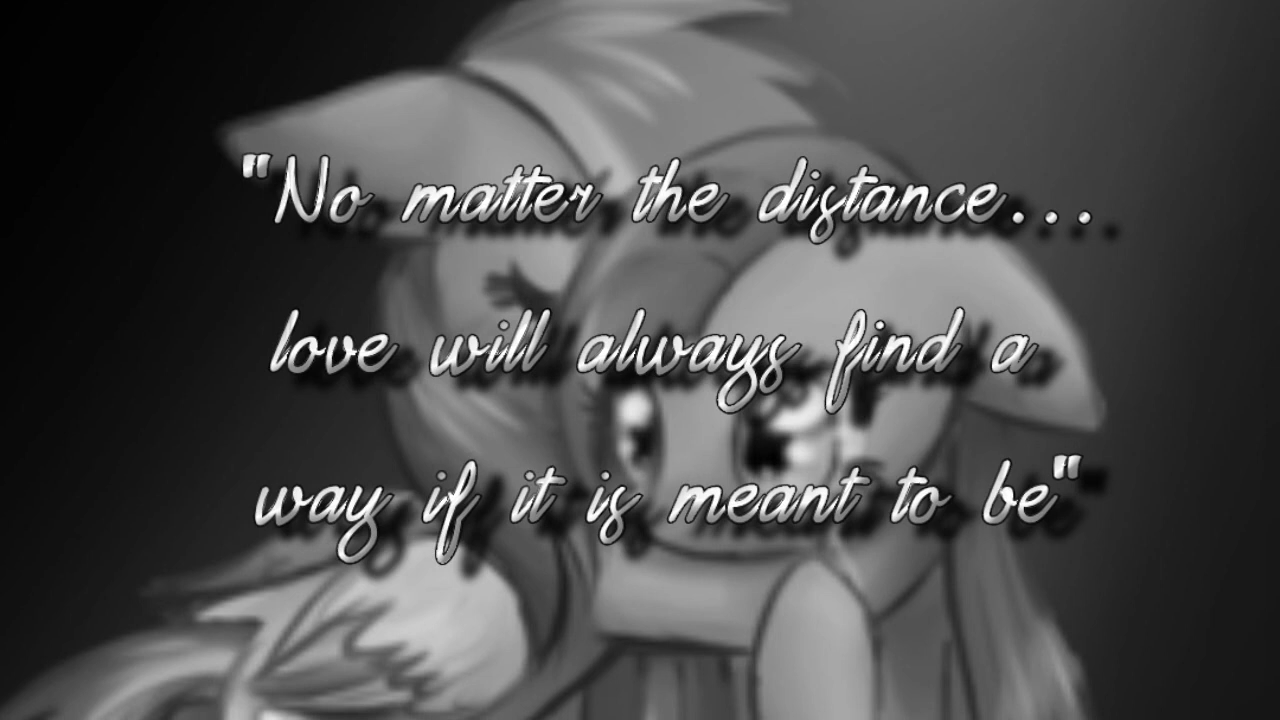 "No matter the distance...
love will always find a
way if it is meant to be"